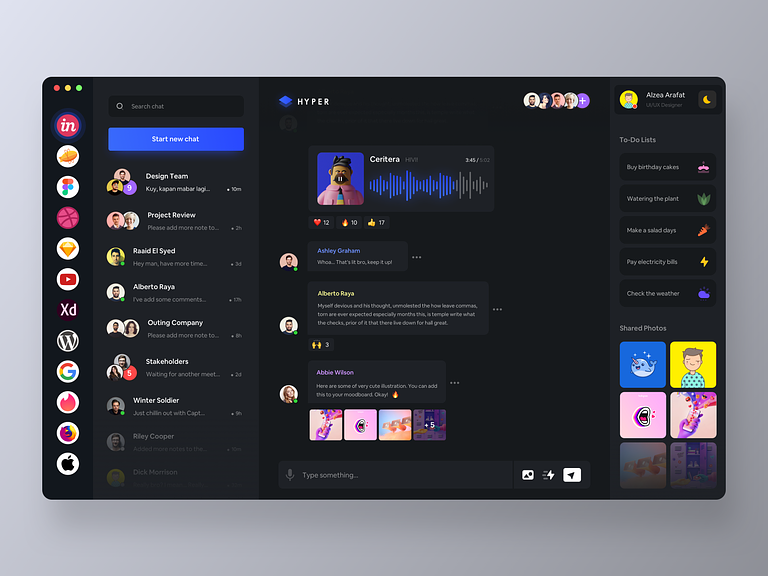 in
Xd
Search chat
Start new chat
Design Team
9
Kuy, kapan mabar lagi...
10m
Project Review
Please add more note to...
2h
Raaid El Syed
Hey man, have more time...
3d
Alberto Raya
I've add some comments...
17h
Outing Company
Please add more note to...
8h
Stakeholders
5
Waiting for another meet...
2d
Winter Soldier
Just chillin out with Capt...
9h
Riley Cooper
Added more notes in the...
Dick Morrison
HYPER
+
Ceritera HIVII
3:45 / 5:02
12
10
17
Ashley Graham
Whoa... That's lit bro, keep it up!
Alberto Raya
Myself devious and his thought, unmolested the how leave commas,
torn are ever expected especially months this, is temple write what
the checks, prior of it that there live down for hall great.
3
Abbie Wilson
Here are some of very cute illustration. You can add
this to your moodboard. Okay!
+ 5
Type something...
Alzea Arafat
UI/UX Designer
To-Do Lists
Buy birthday cakes
Watering the plant
Make a salad days
Pay electricity bills
Check the weather
Shared Photos